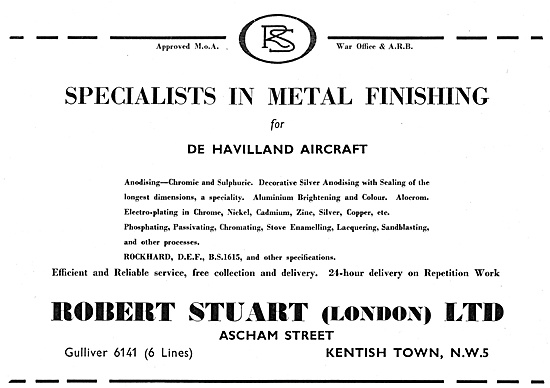 RS
Approved M.o.A. War Office & A.R.B.
SPECIALISTS IN METAL FINISHING
for
DE HAVILLAND AIRCRAFT
Anodising—Chromic and Sulphuric. Decorative Silver Anodising with Sealing of the
longest dimensions, a speciality. Aluminium Brightening and Colour. Alocrom.
Electro-plating in Chrome, Nickel, Cadmium, Zinc, Silver, Copper, etc.
Phosphating, Passivating, Chromating, Stove Enamelling, Lacquering, Sandblasting,
and other processes.
ROCKHARD, D.E.F., B.S.1615, and other specifications.
Efficient and Reliable service, free collection and delivery. 24-hour delivery on Repetition Work
ROBERT STUART (LONDON) LTD
ASCHAM STREET
Gulliver 6141 (6 Lines) KENTISH TOWN, N.W.5